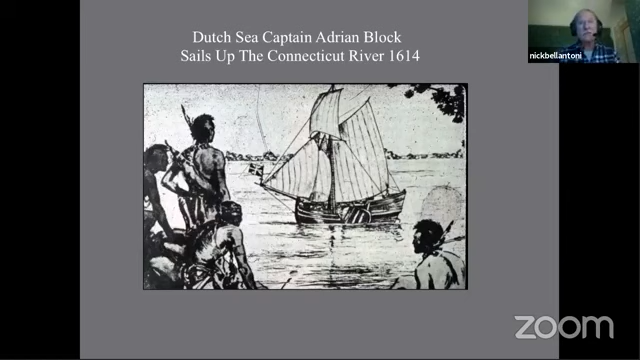 Dutch Sea Captain Adrian Block
Sails Up The Connecticut River 1614
nickbellantoni
zoom